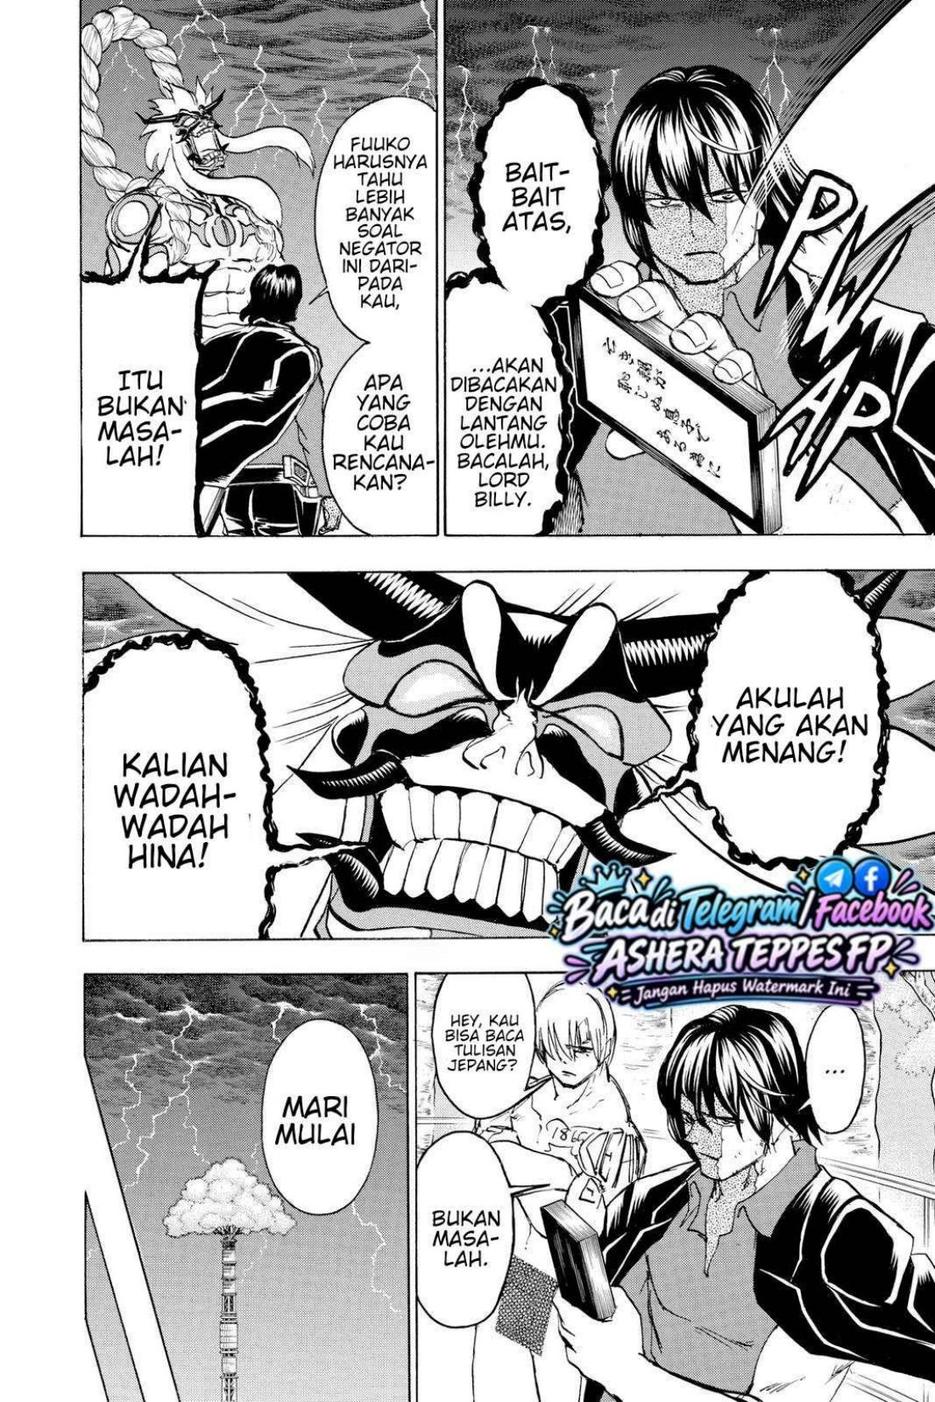 BAIT-
BAIT
ATAS,
...AKAN
DIBACAKAN
DENGAN
LANTANG
OLEHMU.
BACALAH,
LORD
BILLY.
PWWAP
FUUKO
HARUSNYA
TAHU
LEBIH
BANYAK
SOAL
NEGATOR
INI DARI-
PADA
KAU,
APA
YANG
COBA
KAU
RENCANA-
KAN?
ITU
BUKAN
MASA-
LAH!
AKULAH
YANG AKAN
MENANG!
KALIAN
WADAH-
WADAH
HINA!
Baca di Telegram/Facebook
ASHERA TEPPES FP
Jangan Hapus Watermark Ini
...
HEY, KAU
BISA BACA
TULISAN
JEPANG?
BUKAN
MASA-
LAH.
MARI
MULAI